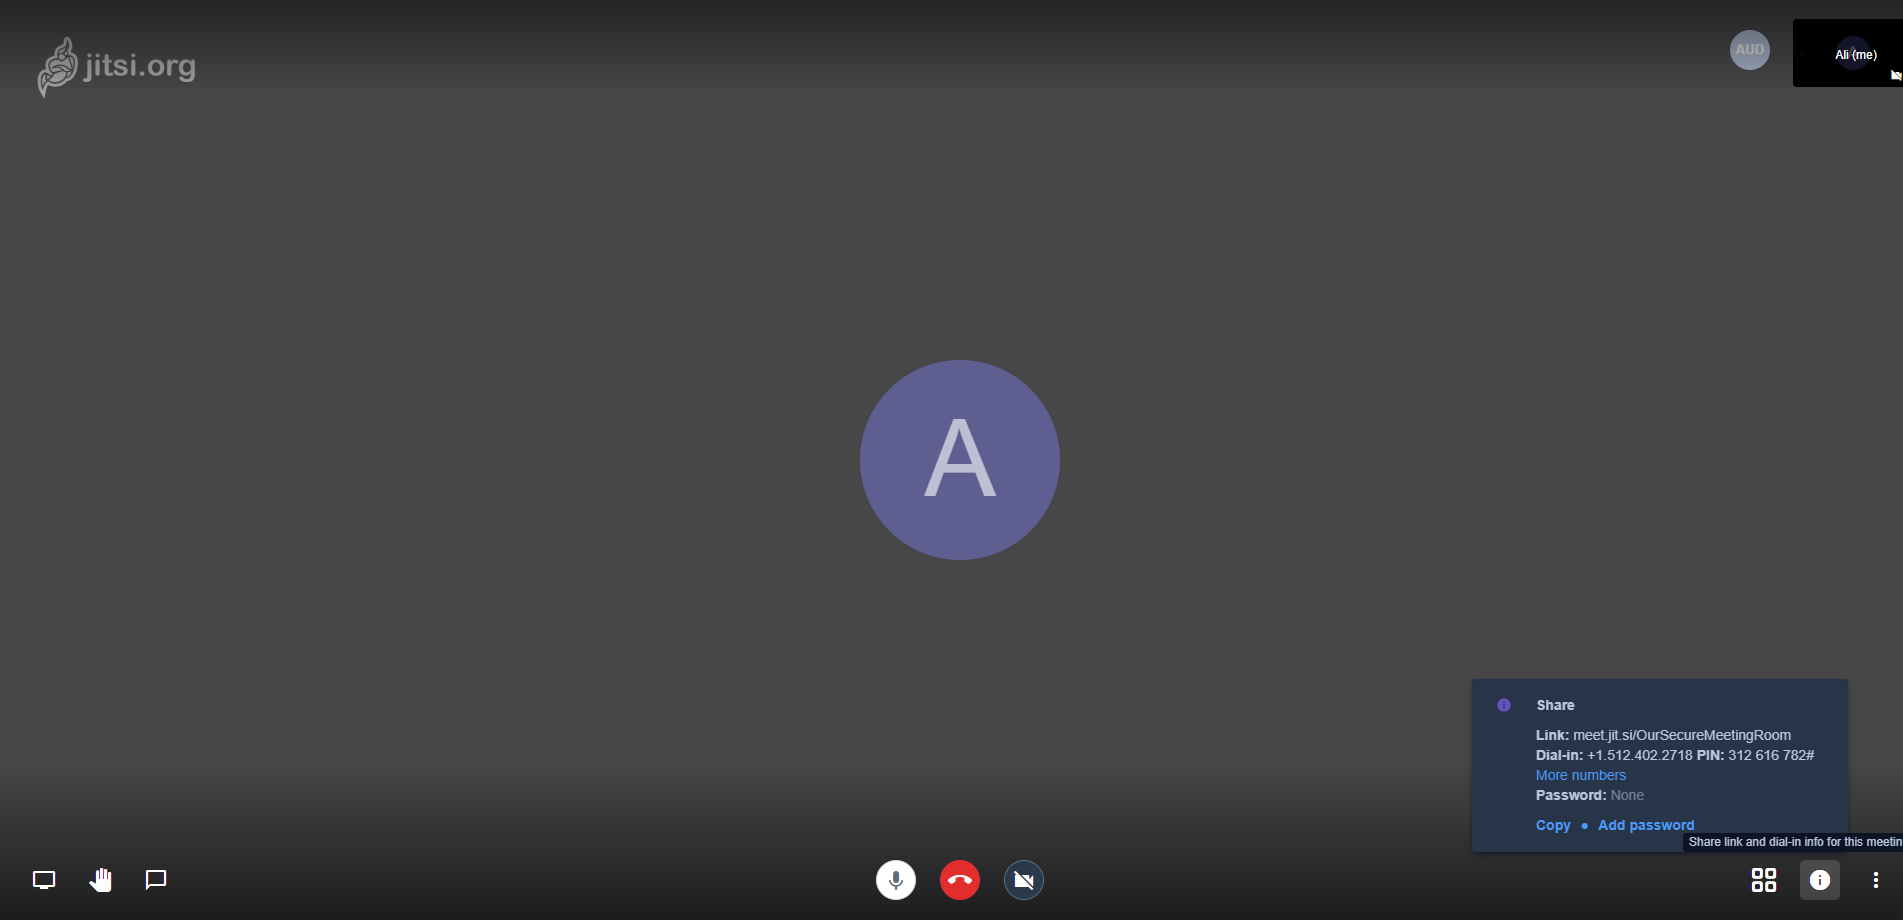 jitsi.org
AUD
Ali (me)
A
Share
Link: meet.jit.si/OurSecureMeetingRoom
Dial-in: +1.512.402.2718 PIN: 312 616 782#
More numbers
Password: None
Copy • Add password
Share link and dial-in info for this meetin